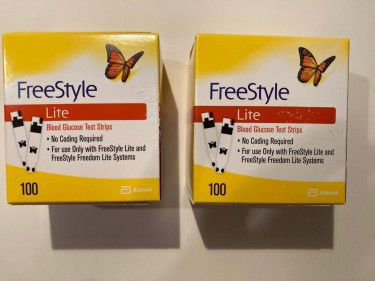 FreeStyle
Lite
Blood Glucose Test Strips
• No Coding Required
• For use Only with FreeStyle Lite and
FreeStyle Freedom Lite Systems
100
Abbott
FreeStyle
Lite
Blood Glucose Test Strips
• No Coding Required
• For use Only with FreeStyle Lite and
FreeStyle Freedom Lite Systems
100
Abbott